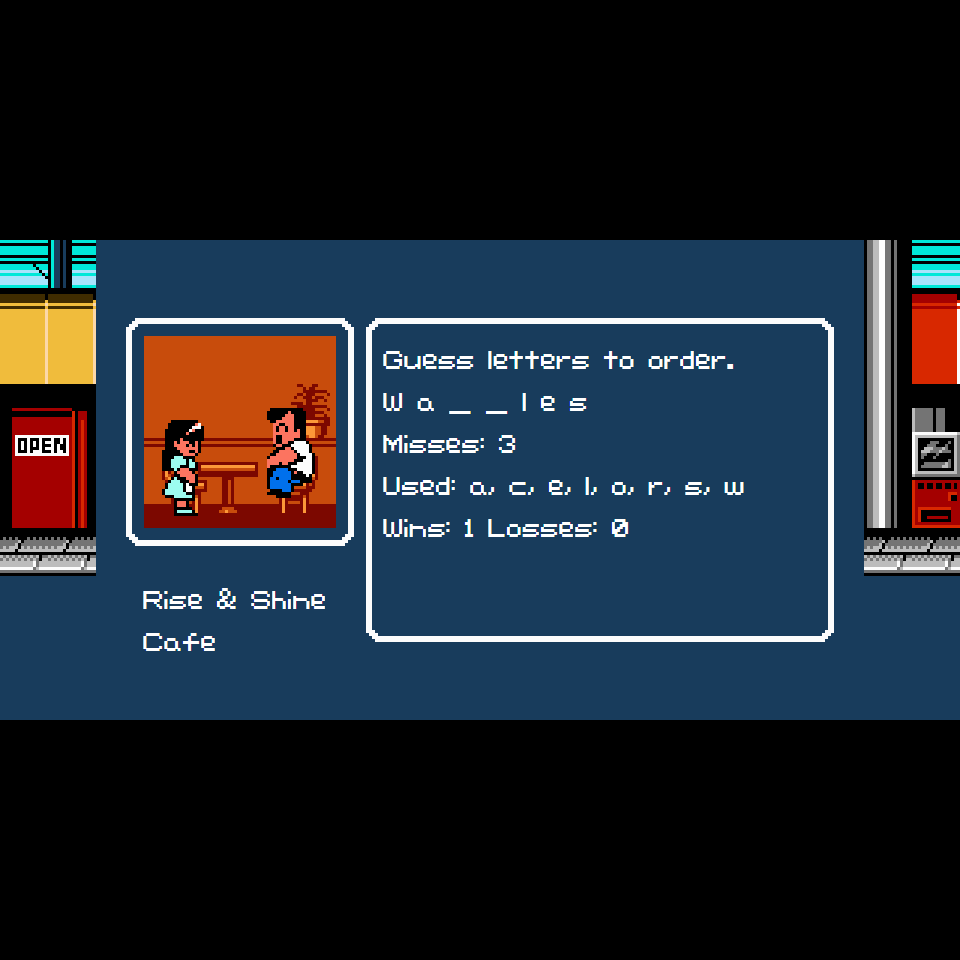 OPEN
Guess letters to order.
W a _ _ l e s
Misses: 3
Used: a, c, e, l, o, r, s, w
Wins: 1 Losses: 0
Rise & Shine
Cafe